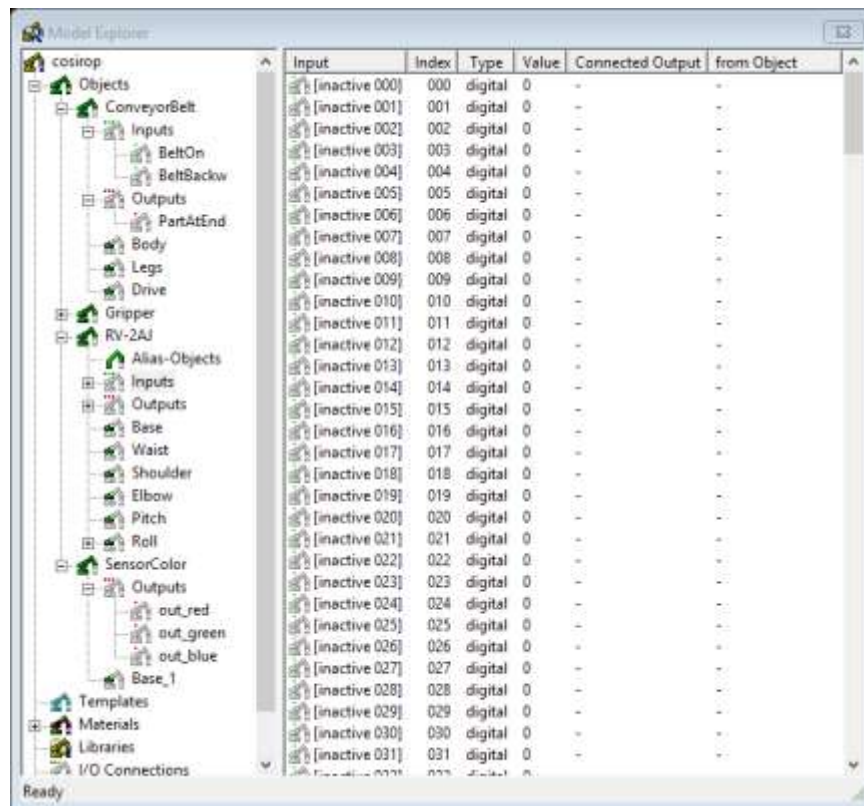 Model Explorer
cosirop
Objects
ConveyorBelt
Inputs
BeltOn
BeltBackw
Outputs
PartAtEnd
Body
Legs
Drive
Gripper
RV-2AJ
Alias-Objects
Inputs
Outputs
Base
Waist
Shoulder
Elbow
Pitch
Roll
SensorColor
Outputs
out_red
out_green
out_blue
Base_1
Templates
Materials
Libraries
I/O Connections
Input Index Type Value Connected Output from Object
[inactive 000] 000 digital 0 - -
[inactive 001] 001 digital 0 - -
[inactive 002] 002 digital 0 - -
[inactive 003] 003 digital 0 - -
[inactive 004] 004 digital 0 - -
[inactive 005] 005 digital 0 - -
[inactive 006] 006 digital 0 - -
[inactive 007] 007 digital 0 - -
[inactive 008] 008 digital 0 - -
[inactive 009] 009 digital 0 - -
[inactive 010] 010 digital 0 - -
[inactive 011] 011 digital 0 - -
[inactive 012] 012 digital 0 - -
[inactive 013] 013 digital 0 - -
[inactive 014] 014 digital 0 - -
[inactive 015] 015 digital 0 - -
[inactive 016] 016 digital 0 - -
[inactive 017] 017 digital 0 - -
[inactive 018] 018 digital 0 - -
[inactive 019] 019 digital 0 - -
[inactive 020] 020 digital 0 - -
[inactive 021] 021 digital 0 - -
[inactive 022] 022 digital 0 - -
[inactive 023] 023 digital 0 - -
[inactive 024] 024 digital 0 - -
[inactive 025] 025 digital 0 - -
[inactive 026] 026 digital 0 - -
[inactive 027] 027 digital 0 - -
[inactive 028] 028 digital 0 - -
[inactive 029] 029 digital 0 - -
[inactive 030] 030 digital 0 - -
[inactive 031] 031 digital 0 - -
Ready